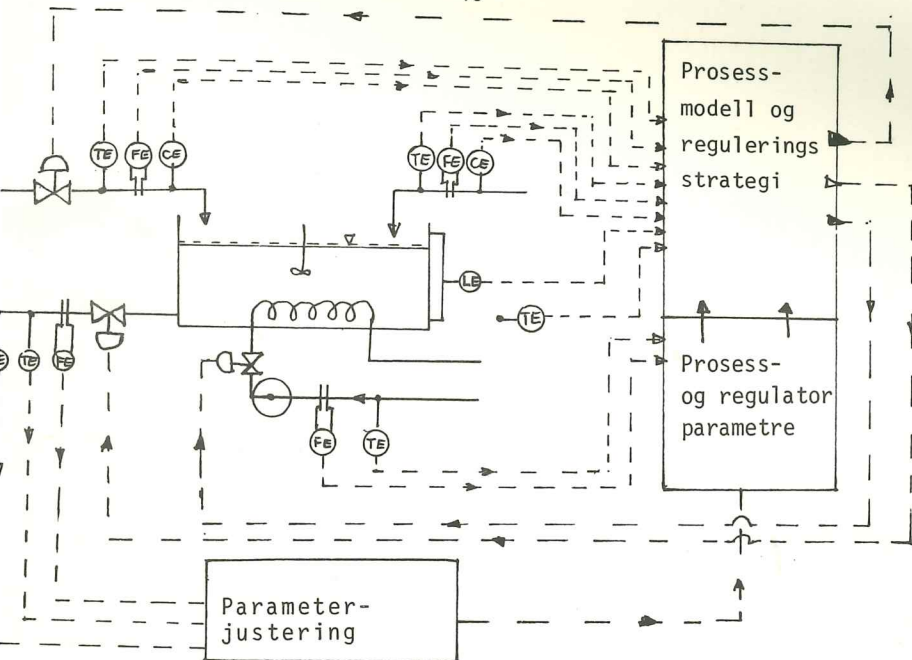 TE
FE
CE
TE
FE
CE
LE
TE
TE
FE
FE
TE
Prosess-
modell og
regulerings
strategi
Prosess-
og regulator
parametre
Parameter-
justering